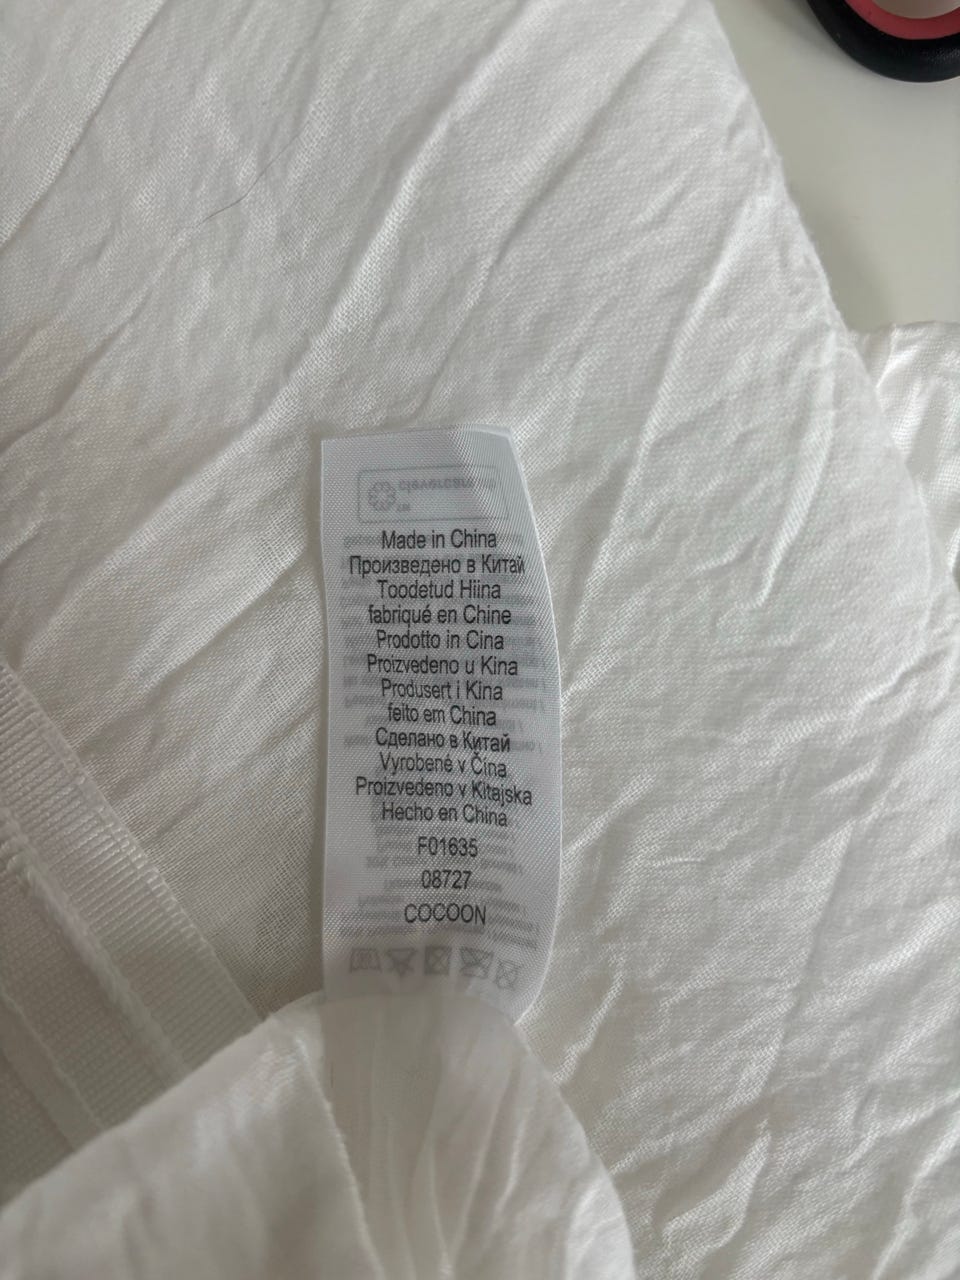 Made in China
Произведено в Китай
Toodetud Hiina
fabriqué en Chine
Prodotto in Cina
Proizvedeno u Kina
Produsert i Kina
feito em China
Сделано в Китай
Vyrobené v Čína
Proizvedeno v Kitajska
Hecho en China
F01635
08727
COCOON